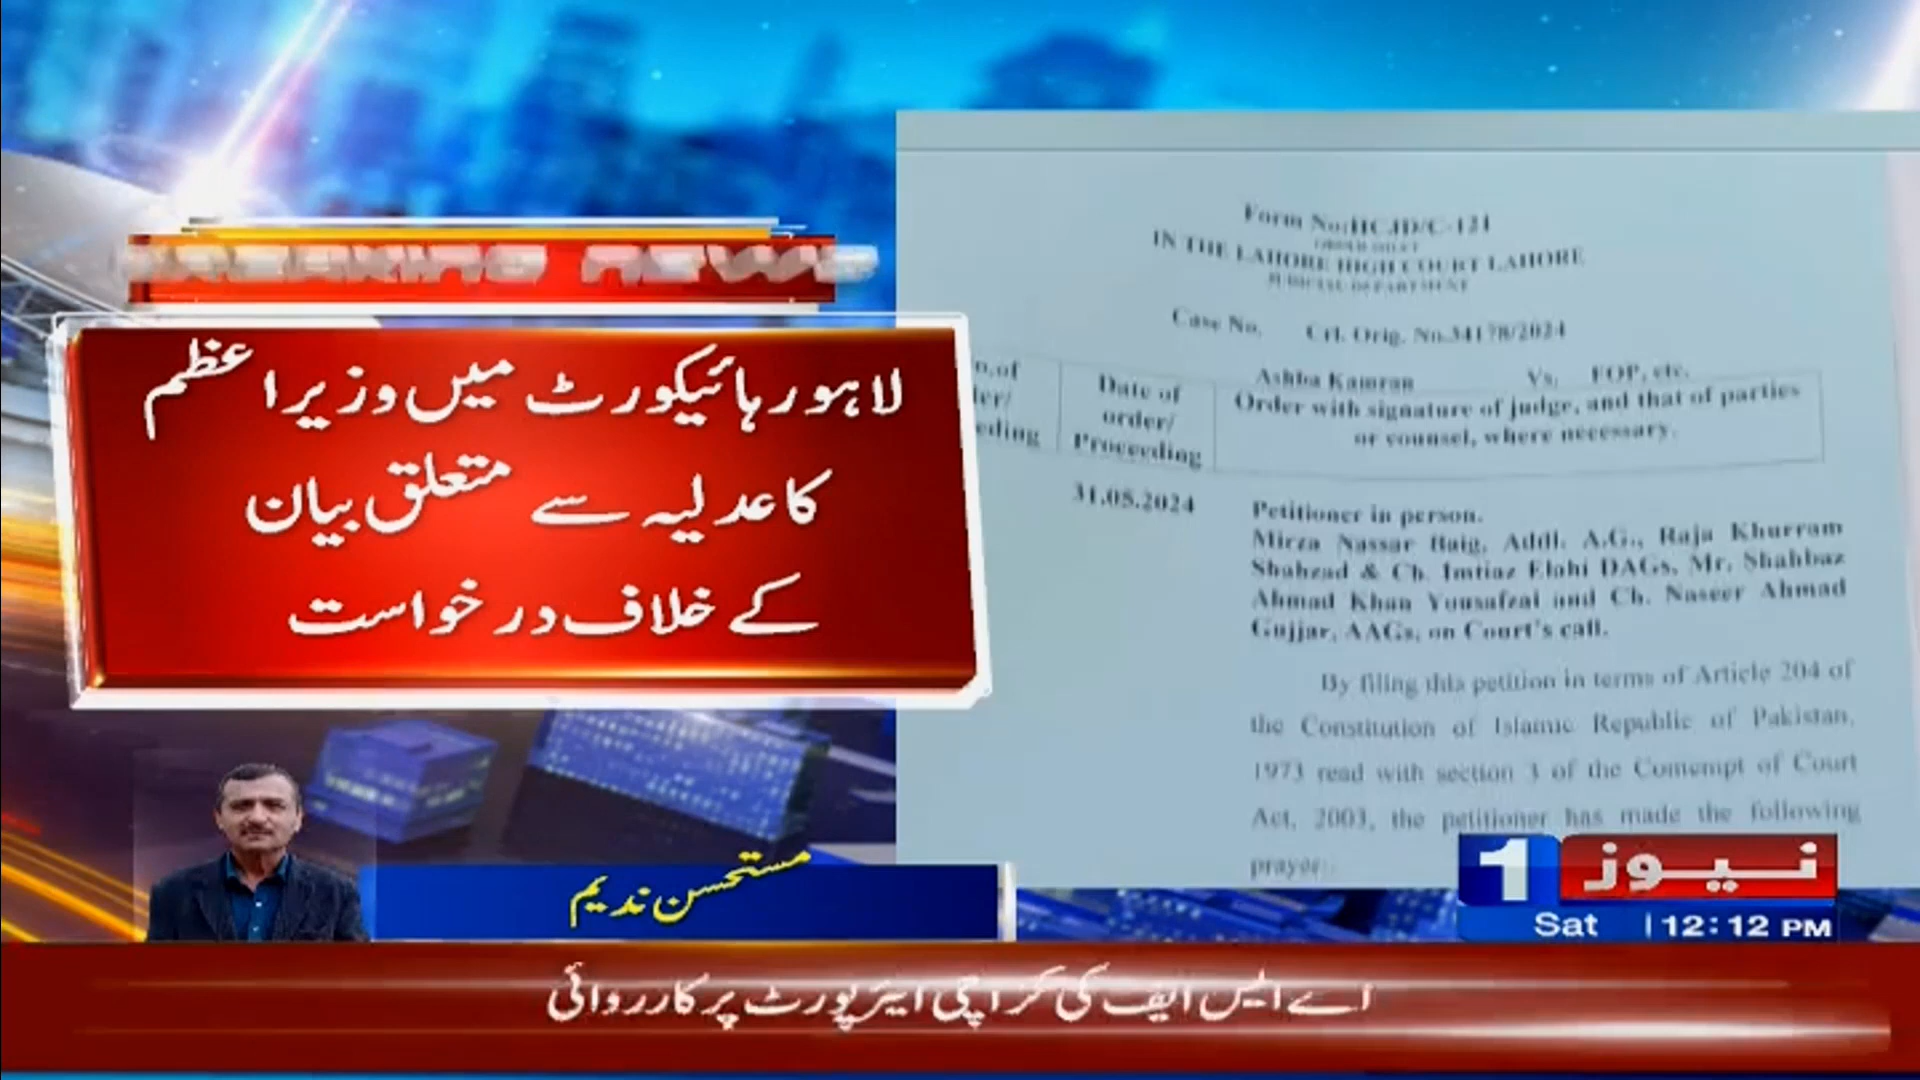 BREAKING NEWS
لاہور ہائیکورٹ میں وزیر اعظم
کا عدلیہ سے متعلق بیان
کے خلاف درخواست
Form No:HCJD/C-121
ORDER SHEET
IN THE LAHORE HIGH COURT LAHORE
JUDICIAL DEPARTMENT
Case No. Crl. Orig. No.34178/2024
Ashba Kamran Vs. FOP, etc.
Date of
order/
Proceeding
Order with signature of judge, and that of parties
or counsel, where necessary.
31.05.2024
Petitioner in person.
Mirza Nassar Baig, Addl. A.G., Raja Khurram
Shahzad & Ch. Imtiaz Elahi DAGs, Mr. Shahbaz
Ahmad Khan Yousafzai and Ch. Naseer Ahmad
Gujjar, AAGs, on Court's call.
By filing this petition in terms of Article 204 of
the Constitution of Islamic Republic of Pakistan,
1973 read with section 3 of the Contempt of Court
Act, 2003, the petitioner has made the following
prayer:-
مستحسن ندیم
1 نیوز
Sat 12:12 PM
اے ایس ایف کی کراچی ایئرپورٹ پر کارروائی